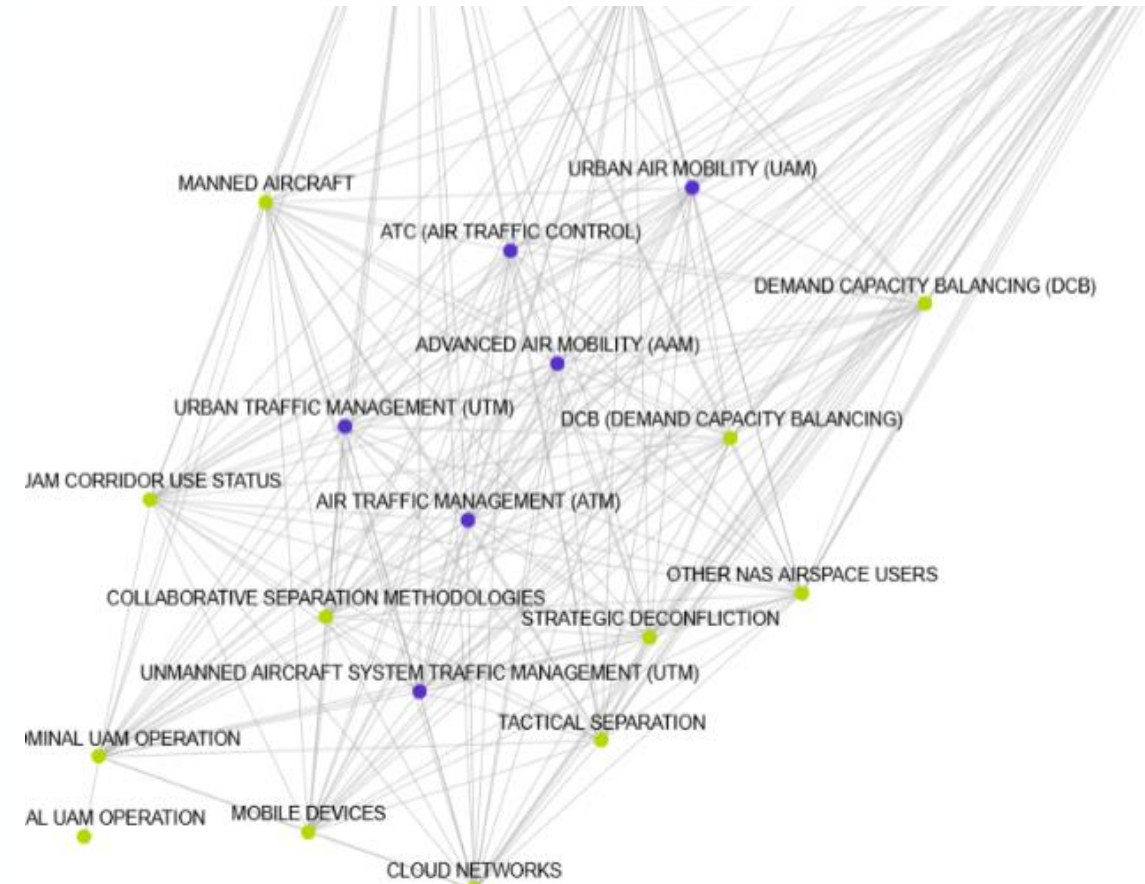 URBAN AIR MOBILITY (UAM)
MANNED AIRCRAFT
ATC (AIR TRAFFIC CONTROL)
DEMAND CAPACITY BALANCING (DCB)
ADVANCED AIR MOBILITY (AAM)
URBAN TRAFFIC MANAGEMENT (UTM)
DCB (DEMAND CAPACITY BALANCING)
CORRIDOR USE STATUS
AIR TRAFFIC MANAGEMENT (ATM)
OTHER NAS AIRSPACE USERS
COLLABORATIVE SEPARATION METHODOLOGIES
STRATEGIC DECONFLICTION
UNMANNED AIRCRAFT SYSTEM TRAFFIC MANAGEMENT (UTM)
TACTICAL SEPARATION
UAM OPERATION
MOBILE DEVICES
UAM OPERATION
CLOUD NETWORKS